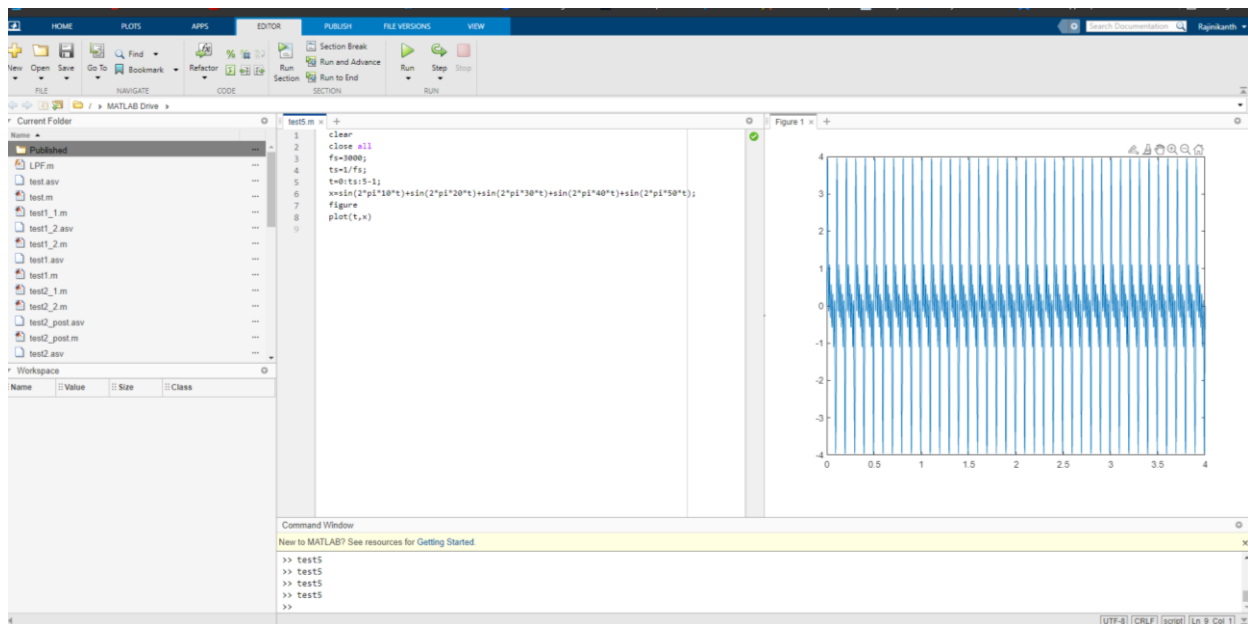 HOME PLOTS APPS EDITOR PUBLISH FILE VERSIONS VIEW
Search Documentation Rajinikanth
New Open Save Go To Find Bookmark Refactor Run Section Section Break Run and Advance Run to End Run Step Stop
FILE NAVIGATE CODE SECTION RUN
/ MATLAB Drive
Current Folder
Name
Published
LPF.m
test.asv
test.m
test1_1.m
test1_2.asv
test1_2.m
test1.asv
test1.m
test2_1.m
test2_2.m
test2_post.asv
test2_post.m
test2.asv
Workspace
Name Value Size Class
test5.m
1 clear
2 close all
3 fs=3000;
4 ts=1/fs;
5 t=0:ts:5-1;
6 x=sin(2*pi*10*t)+sin(2*pi*20*t)+sin(2*pi*30*t)+sin(2*pi*40*t)+sin(2*pi*50*t);
7 figure
8 plot(t,x)
9
Figure 1
4
3
2
1
0
-1
-2
-3
-4
0 0.5 1 1.5 2 2.5 3 3.5 4
Command Window
New to MATLAB? See resources for Getting Started.
>> test5
>> test5
>> test5
>> test5
>>
UTF-8 CRLF script Ln 9 Col 1